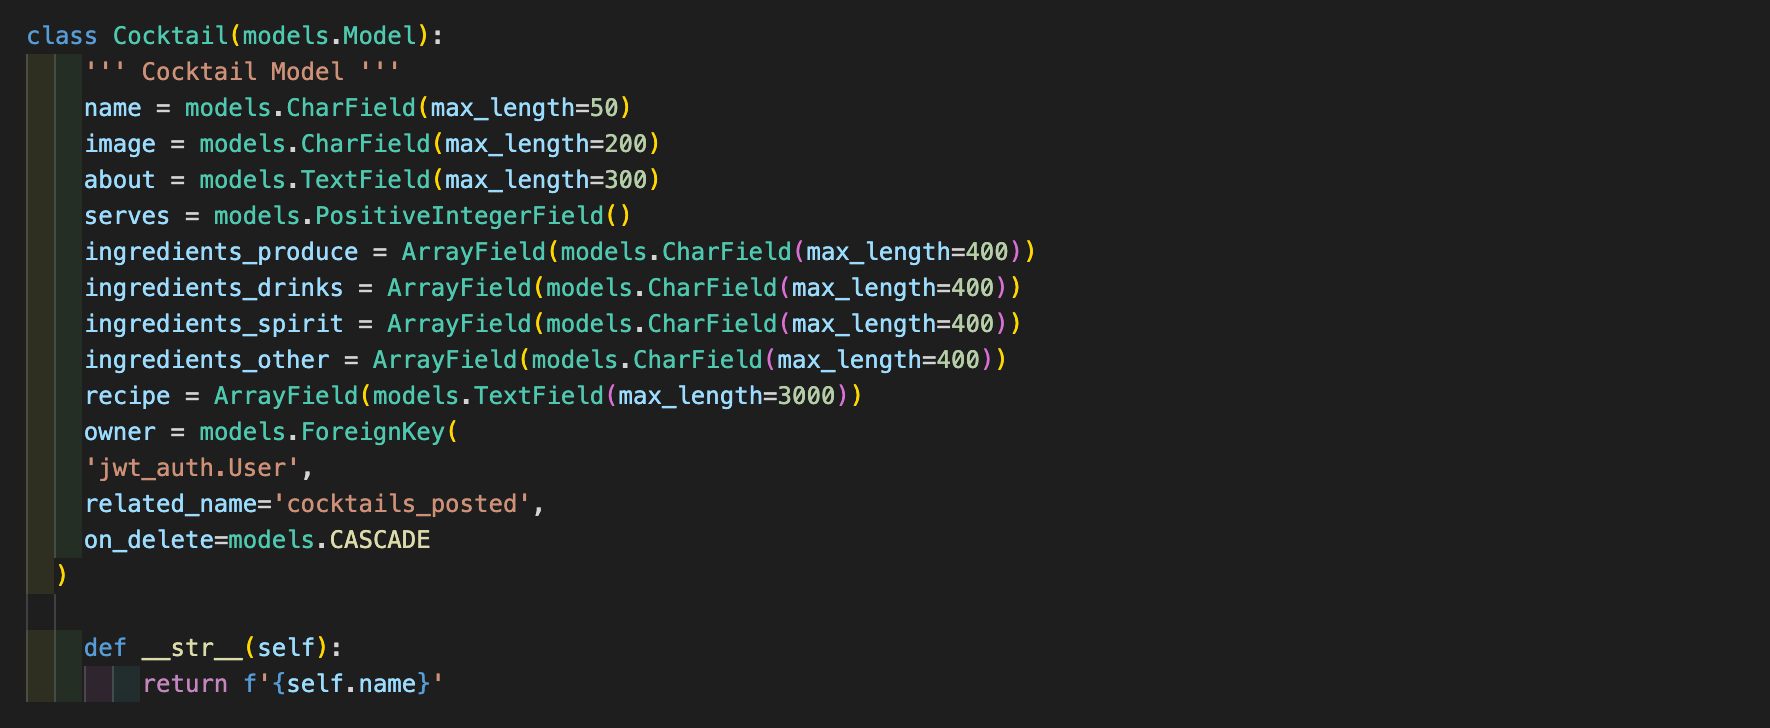 class Cocktail(models.Model):
    ''' Cocktail Model '''
    name = models.CharField(max_length=50)
    image = models.CharField(max_length=200)
    about = models.TextField(max_length=300)
    serves = models.PositiveIntegerField()
    ingredients_produce = ArrayField(models.CharField(max_length=400))
    ingredients_drinks = ArrayField(models.CharField(max_length=400))
    ingredients_spirit = ArrayField(models.CharField(max_length=400))
    ingredients_other = ArrayField(models.CharField(max_length=400))
    recipe = ArrayField(models.TextField(max_length=3000))
    owner = models.ForeignKey(
    'jwt_auth.User',
    related_name='cocktails_posted',
    on_delete=models.CASCADE
  )

    def __str__(self):
        return f'{self.name}'